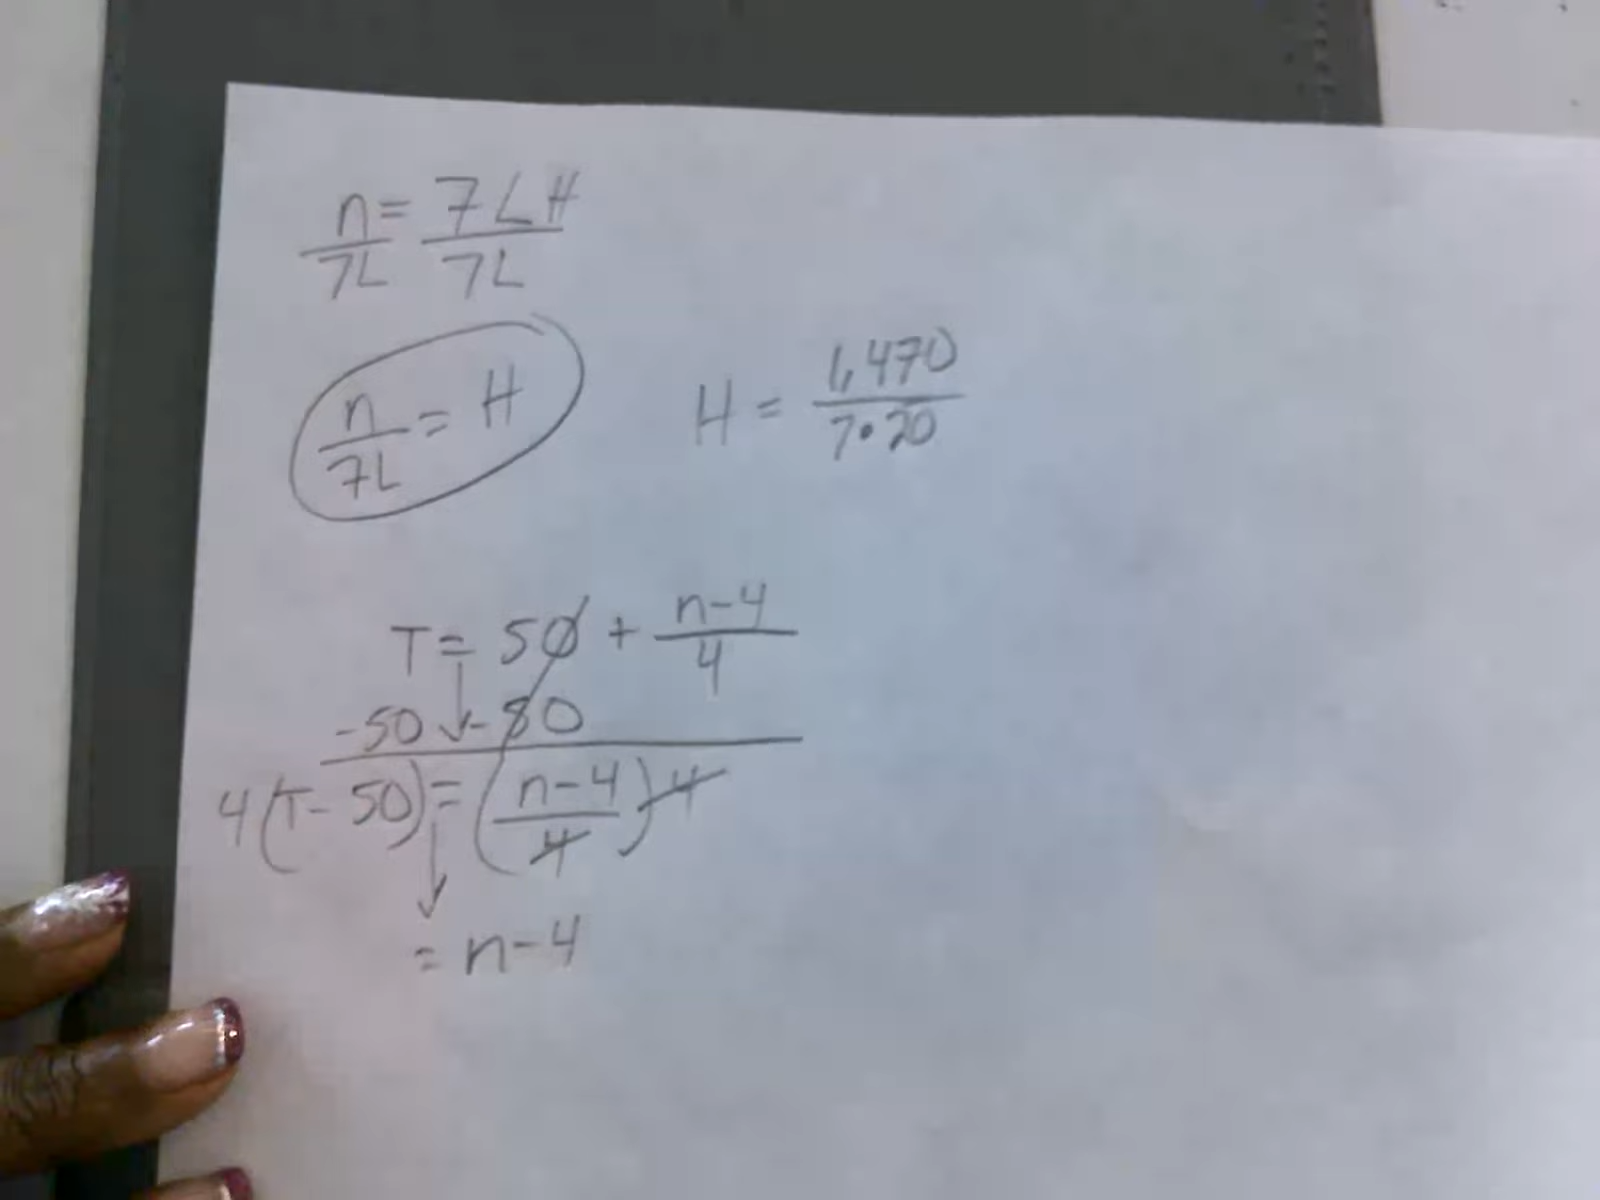 n = 7LH
7L 7L
n/7L = H
H = 1,470/7•20
T = 50 + n-4/4
-50 -50
4(T-50) = (n-4/4)4
= n-4